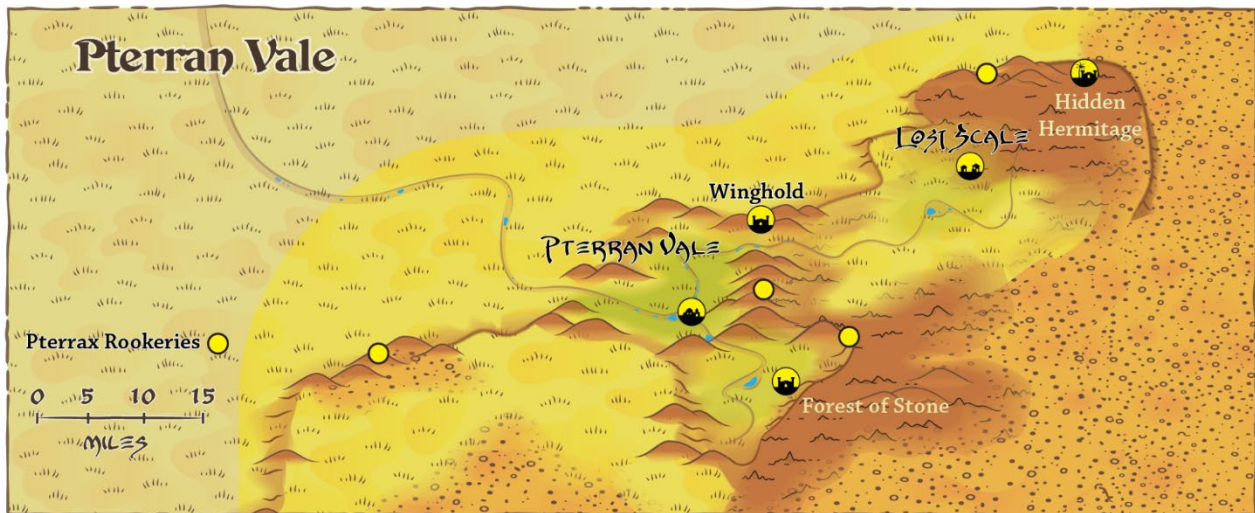 Pterran Vale
Hidden
Hermitage
Lost Scale
Winghold
Pterran Vale
Pterrax Rookeries
0 5 10 15
Miles
Forest of Stone